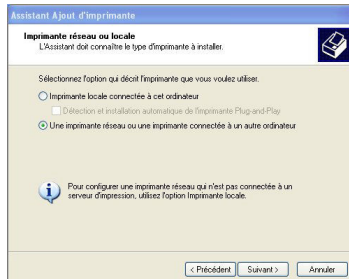 Assistant Ajout d'imprimante
Imprimante réseau ou locale
L'Assistant doit connaître le type d'imprimante à installer.
Sélectionnez l'option qui décrit l'imprimante que vous voulez utiliser.
Imprimante locale connectée à cet ordinateur
Détection et installation automatique de l'imprimante Plug-and-Play
Une imprimante réseau ou une imprimante connectée à un autre ordinateur
Pour configurer une imprimante réseau qui n'est pas connectée à un
serveur d'impression, utilisez l'option Imprimante locale.
< Précédent Suivant > Annuler